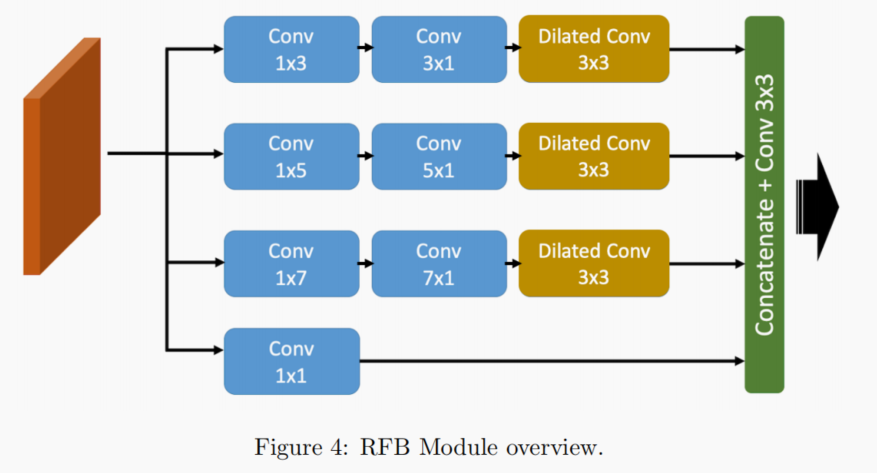 Conv
1x3
Conv
3x1
Dilated Conv
3x3
Conv
1x5
Conv
5x1
Dilated Conv
3x3
Conv
1x7
Conv
7x1
Dilated Conv
3x3
Conv
1x1
Concatenate + Conv 3x3
Figure 4: RFB Module overview.